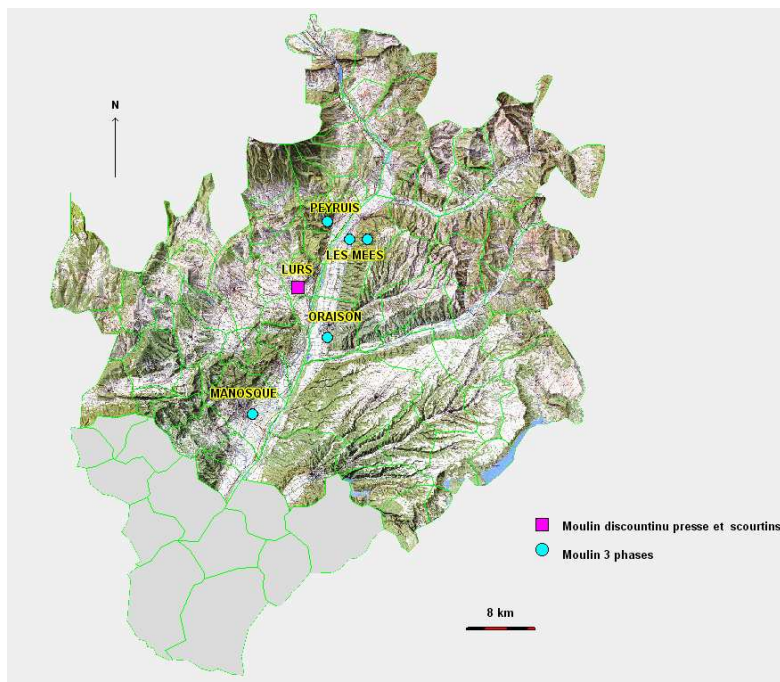 N
PEYRUIS
LES MEES
LURS
ORAISON
MANOSQUE
Moulin discountinu presse et scourtins
Moulin 3 phases
8 km